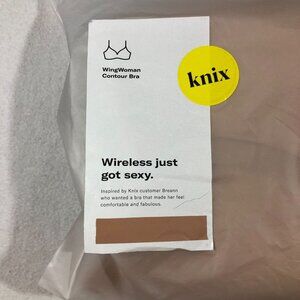 WingWoman
Contour Bra
knix
Wireless just
got sexy.
Inspired by Knix customer Breann
who wanted a bra that made her feel
comfortable and fabulous.